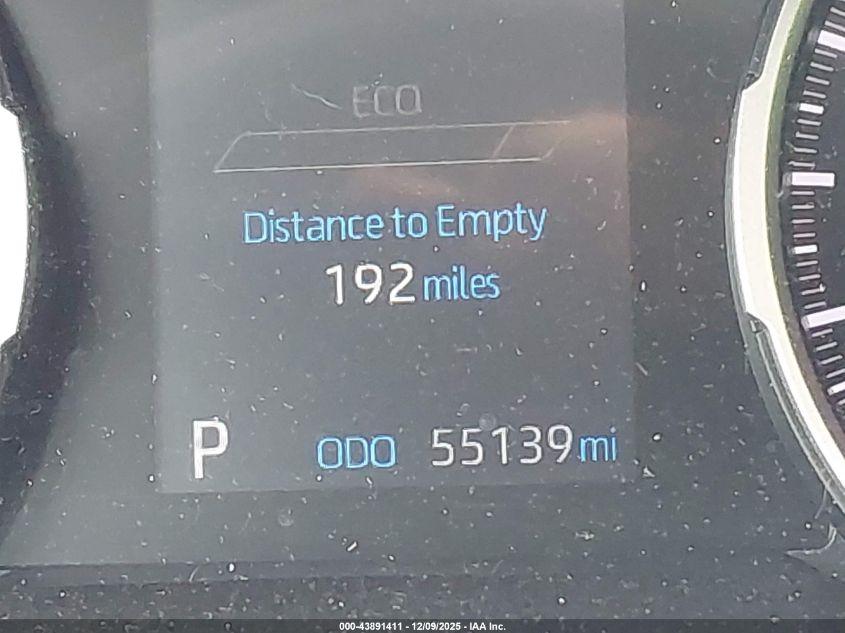 ECO
Distance to Empty
192 miles
P ODO 55139 mi
000-43891411 - 12/09/2025 - IAA Inc.